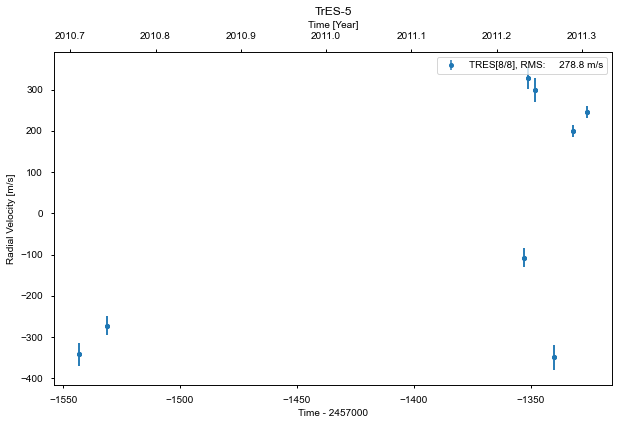 TrES-5
Time [Year]
2010.7 2010.8 2010.9 2011.0 2011.1 2011.2 2011.3
TRES[8/8], RMS: 278.8 m/s
Radial Velocity [m/s]
300
200
100
0
−100
−200
−300
−400
−1550 −1500 −1450 −1400 −1350
Time - 2457000